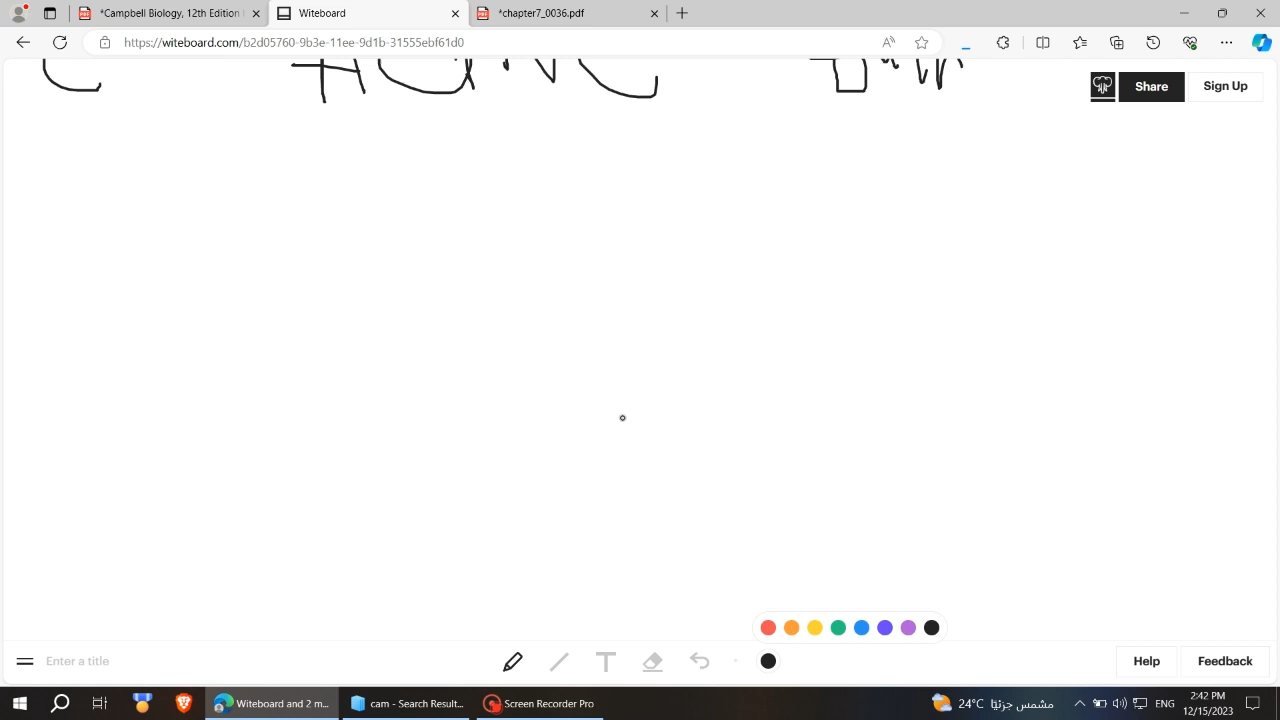 *Campbell Biology, 12th Edition
Witeboard
*chapter7_0036.pdf
https://witeboard.com/b2d05760-9b3e-11ee-9d1b-31555ebf61d0
Share
Sign Up
Enter a title
Help
Feedback
Witeboard and 2 m...
cam - Search Result...
Screen Recorder Pro
24°C مشمس جزئيًا
ENG
2:42 PM
12/15/2023